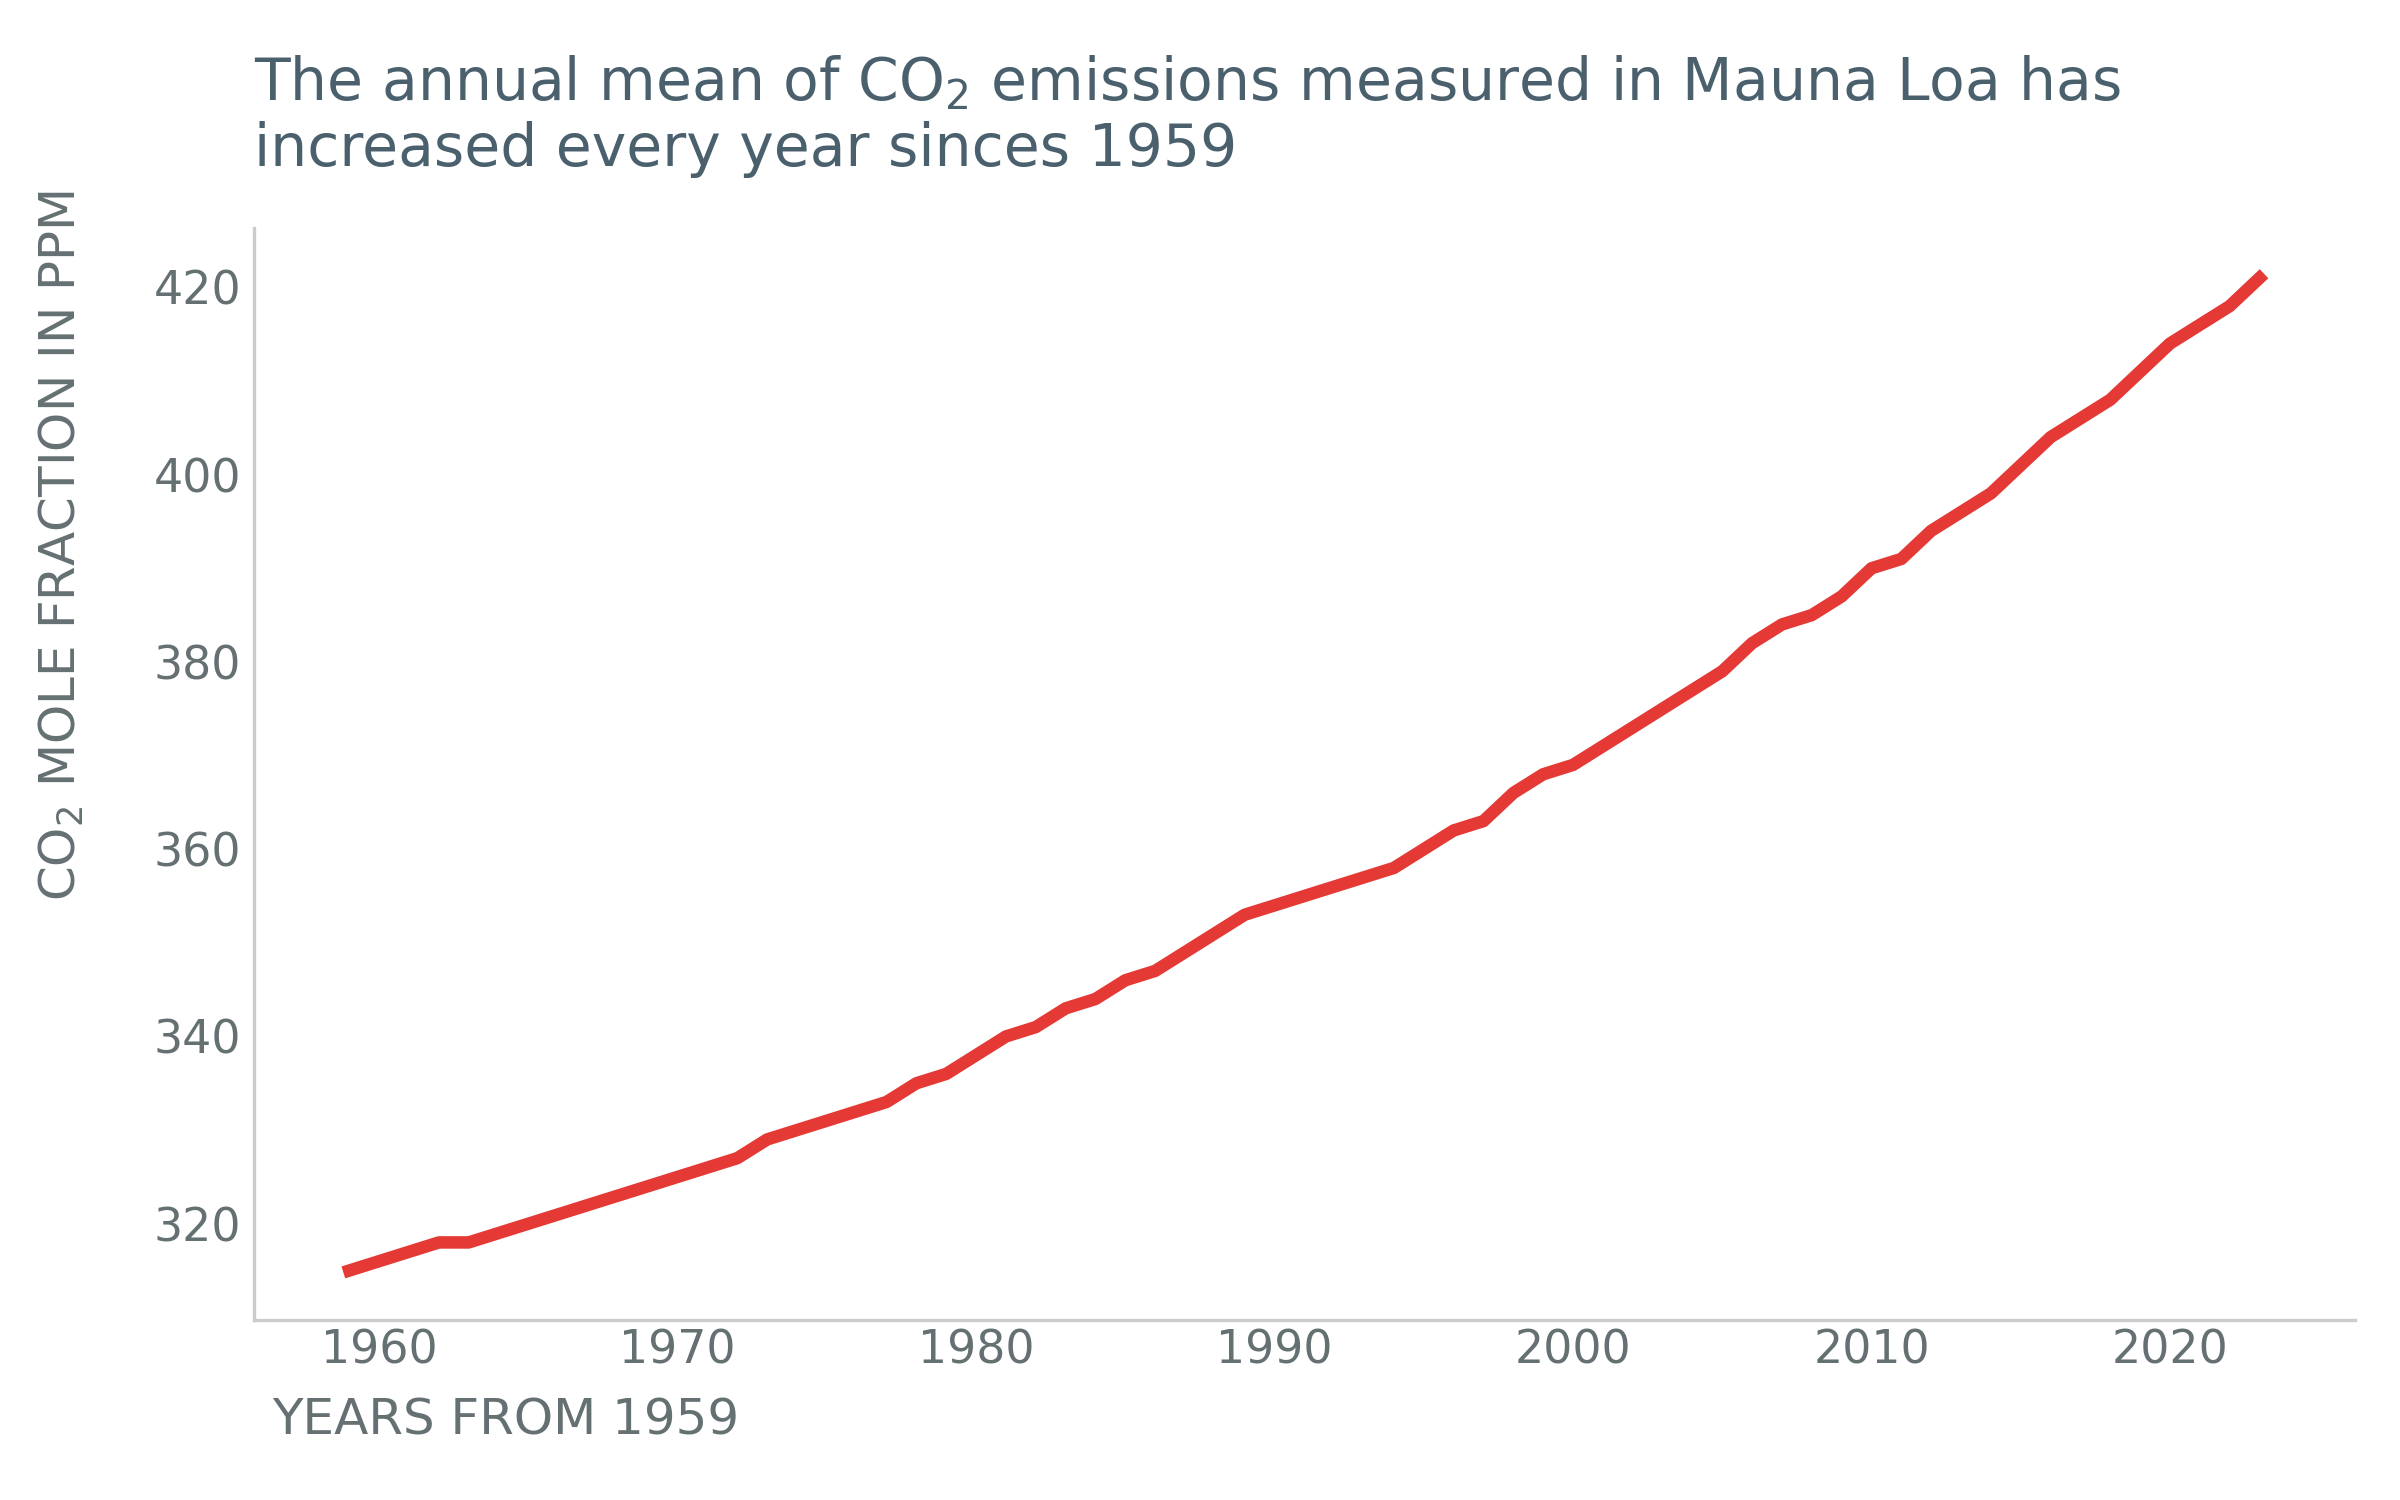 The annual mean of CO₂ emissions measured in Mauna Loa has
increased every year sinces 1959
CO₂ MOLE FRACTION IN PPM
420
400
380
360
340
320
1960 1970 1980 1990 2000 2010 2020
YEARS FROM 1959